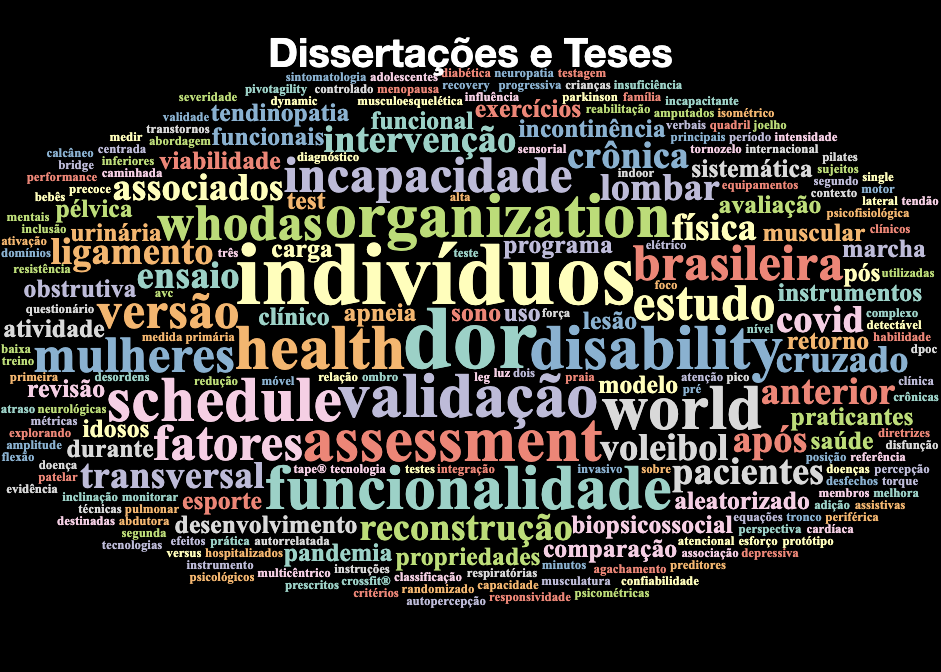 Dissertações e Teses
sintomatologia adolescentes diabética neuropatia testagem
pivotagility controlado menopausa recovery progressiva crianças insuficiência
severidade dynamic musculoesquelética influência parkinson família incapacitante
validade tendinopatia funcional exercícios reabilitação amputados isométrico
transtornos funcionais intervenção incontinência verbais quadril joelho
medir abordagem principais período intensidade
calcâneo centrada sensorial crônica tornozelo internacional
bridge inferiores viabilidade diagnóstico indoor sistemática pilates sujeitos
performance caminhada incapacidade lombar equipamentos segundo single
bebês precoce associados test alta contexto motor
mentais pélvica whodas organization física avaliação lateral tendão
inclusão urinária muscular psicofisiológica clínicos
ativação ligamento três carga teste programa elétrico marcha
domínios ensaio indivíduos brasileira pós utilizadas
resistência obstrutiva avc foco instrumentos
questionário versão clínico apneia sono uso força lesão estudo covid complexo
atividade medida primária nível retorno detectável
baixa mulheres health dor disability cruzado habilidade
treino dpoc
primeira desordens redução móvel relação ombro leg luz dois praia modelo atenção pico clínica
revisão schedule validação pré anterior crônicas
atraso neurológicas world praticantes
métricas idosos fatores assessment voleibol após saúde diretrizes
explorando durante disfunção
amplitude
flexão doença transversal tape® tecnologia testes integração invasivo sobre pacientes posição referência
patelar funcionalidade doenças percepção
evidência desfechos torque
inclinação monitorar esporte aleatorizado membros melhora
técnicas pulmonar adição assistivas
destinadas abdutora desenvolvimento reconstrução biopsicossocial equações tronco periférica
segunda perspectiva cardíaca
tecnologias efeitos prática autorrelatada atencional esforço protótipo
versus hospitalizados pandemia propriedades comparação associação depressiva
instrumento instruções minutos agachamento preditores
psicológicos multicêntrico crossfit® classificação respiratórias musculatura confiabilidade
prescritos critérios randomizado capacidade
autopercepção responsividade psicométricas